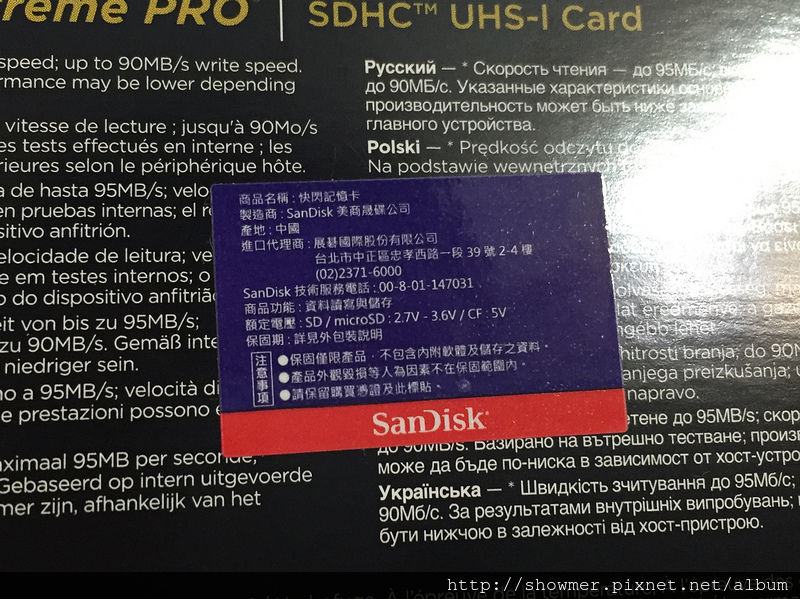 treme PRO
SDHC™ UHS-I Card
speed; up to 90MB/s write speed.
rmance may be lower depending
vitesse de lecture ; jusqu'à 90Mo/s
es tests effectués en interne ; les
rieures selon le périphérique hôte.
a de hasta 95MB/s; velo
en pruebas internas; el re
sitivo anfitrión.
elocidade de leitura; ve
e em testes internos; o
o do dispositivo anfitriã
eit von bis zu 95MB/s;
zu 90MB/s. Gemäß inte
niedriger sein.
no a 95MB/s; velocità di
e prestazioni possono e
ximaal 95MB per seconde,
Gebaseerd op intern uitgevoerde
mer zijn, afhankelijk van het
Русский — * Скорость чтения — до 95МБ/с;
до 90МБ/с. Указанные характеристики основ
производительность может быть ниже зав
главного устройства.
Polski — * Prędkość odczytu do
Na podstawie wewnętrznych t
商品名稱 : 快閃記憶卡
製造商 : SanDisk 美商晟碟公司
產地 : 中國
進口代理商 : 展碁國際股份有限公司
台北市中正區忠孝西路一段 39 號 2-4 樓
(02)2371-6000
SanDisk 技術服務電話 : 00-8-01-147031
商品功能 : 資料讀寫與儲存
額定電壓 : SD / microSD : 2.7V - 3.6V / CF : 5V
保固期 : 詳見外包裝說明
注意事項
●保固僅限產品，不包含內附軟體及儲存之資料。
●產品外觀毀損等人為因素不在保固範圍內。
●請保留購買憑證及此標貼。
SanDisk
hitrosti branja, do 90M
anjega preizkušanja; u
napravo.
тене до 95MB/s; скор
до 90MB/s. Базирано на вътрешно тестване; произв
може да бъде по-ниска в зависимост от хост-устро
Українська — * Швидкість зчитування до 95Мб/с;
90Мб/с. За результатами внутрішніх випробувань;
бути нижчою в залежності від хост-пристрою.
http://showmer.pixnet.net/album